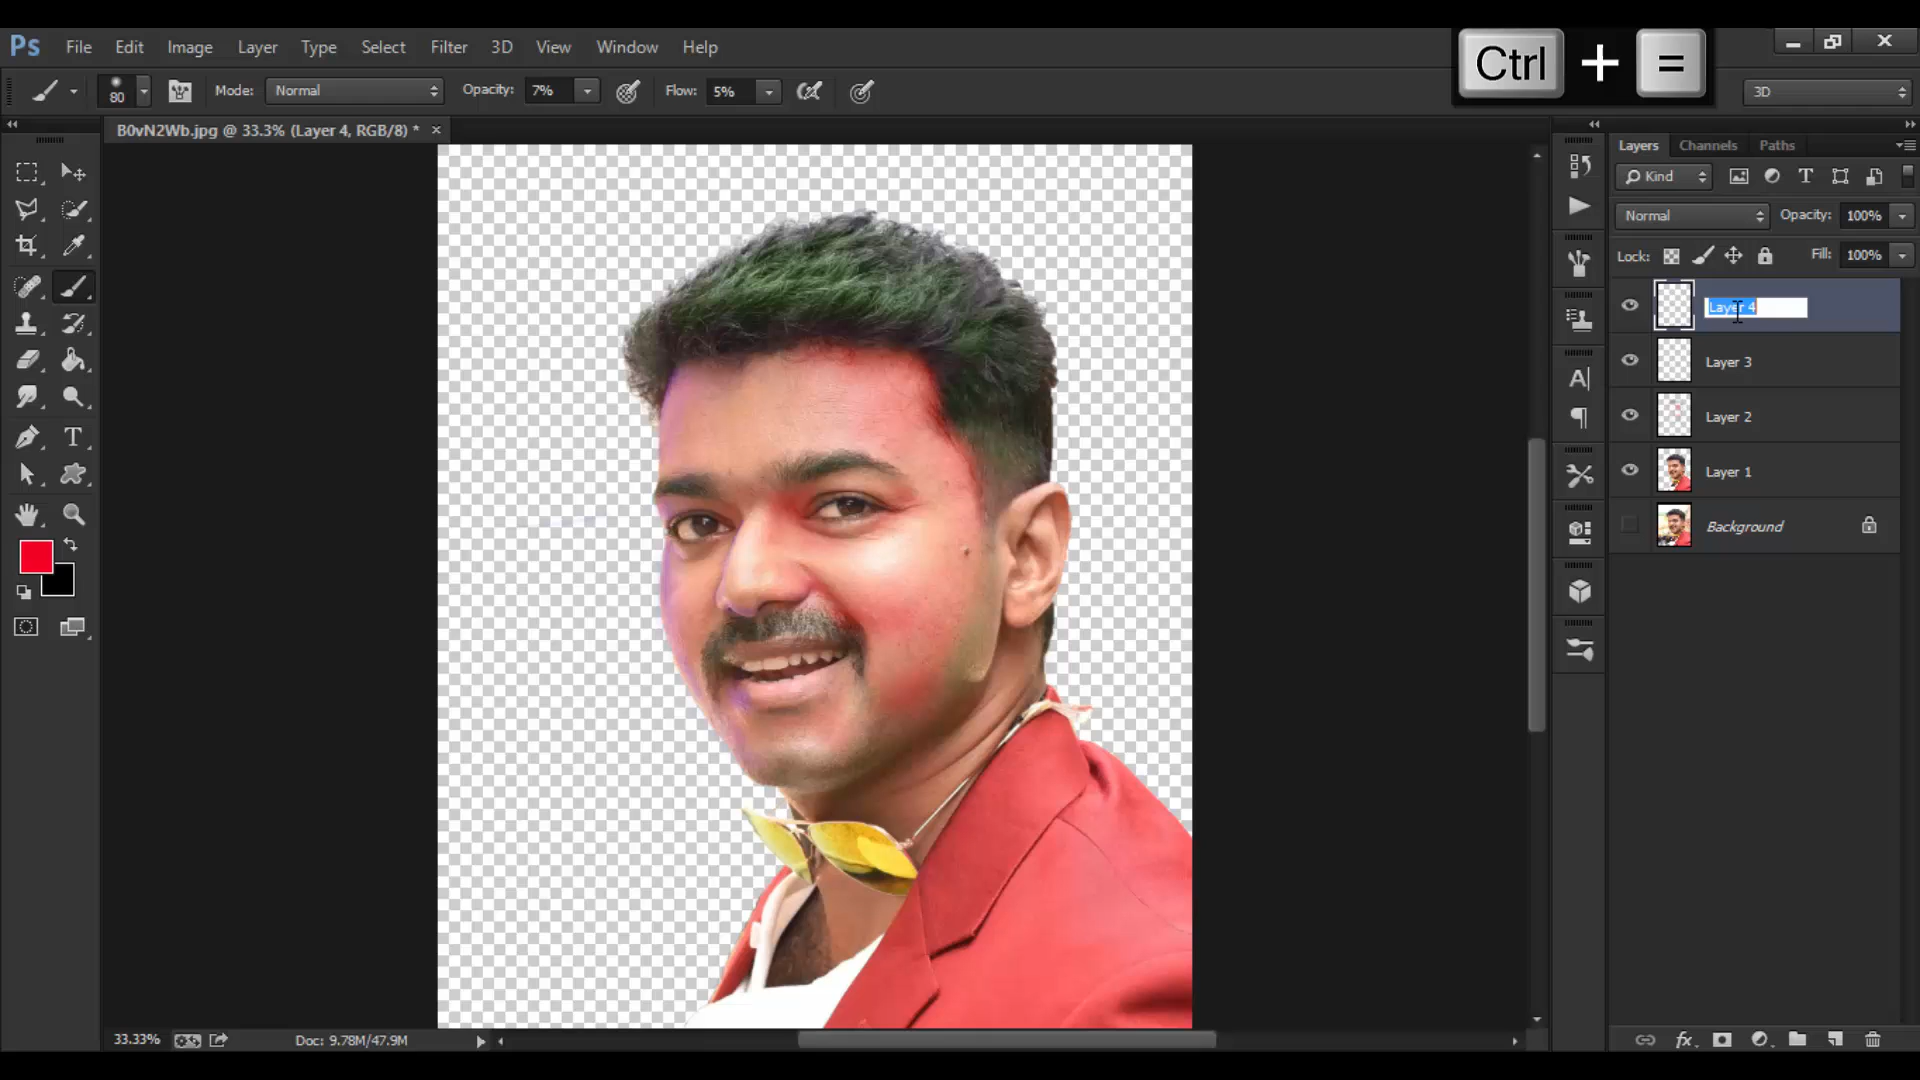 Ps File Edit Image Layer Type Select Filter 3D View Window Help
Ctrl + =
80 Mode: Normal Opacity: 7% Flow: 5% 3D
B0vN2Wb.jpg @ 33.3% (Layer 4, RGB/8) *
Layers Channels Paths
Kind
Normal Opacity: 100%
Lock: Fill: 100%
Layer 4
Layer 3
Layer 2
Layer 1
Background
33.33% Doc: 9.78M/47.9M